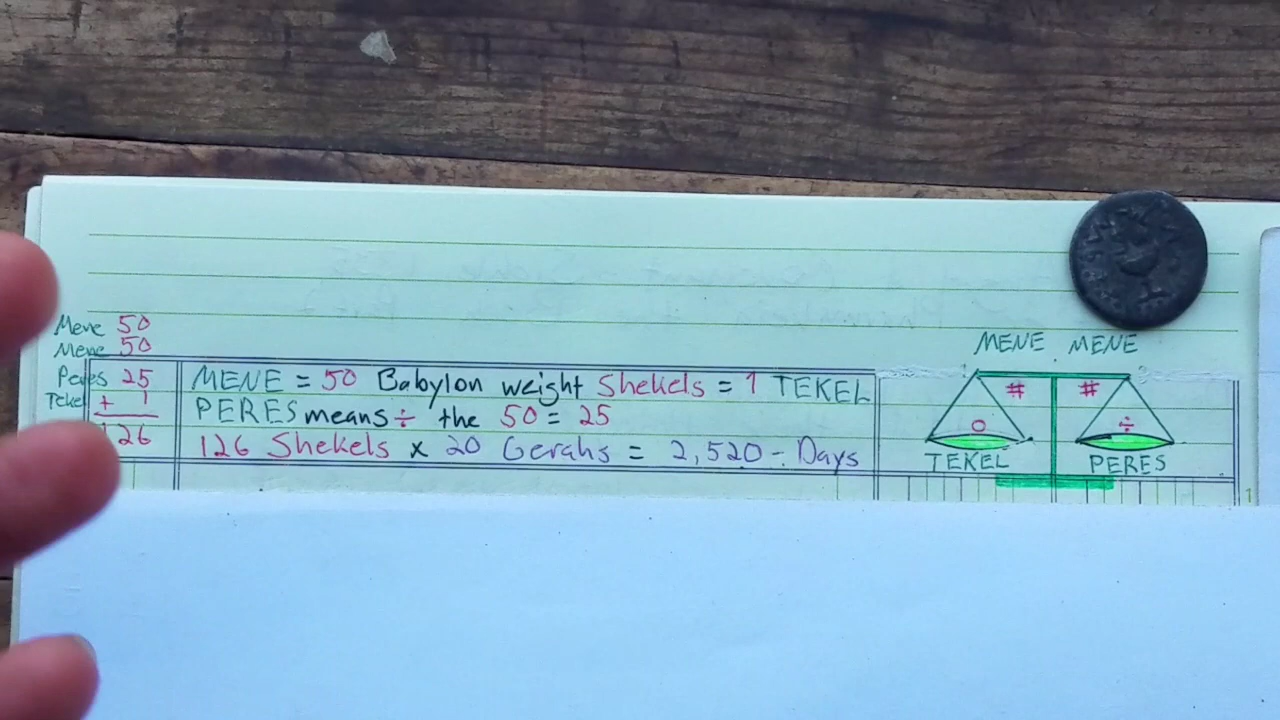 Mene 50
Mene 50
Peres 25
Tekel + 1
126
MENE = 50 Babylon weight Shekels = 1 TEKEL
PERES means ÷ the 50 = 25
126 Shekels x 20 Gerahs = 2,520 - Days
MENE MENE
# #
O ÷
TEKEL PERES